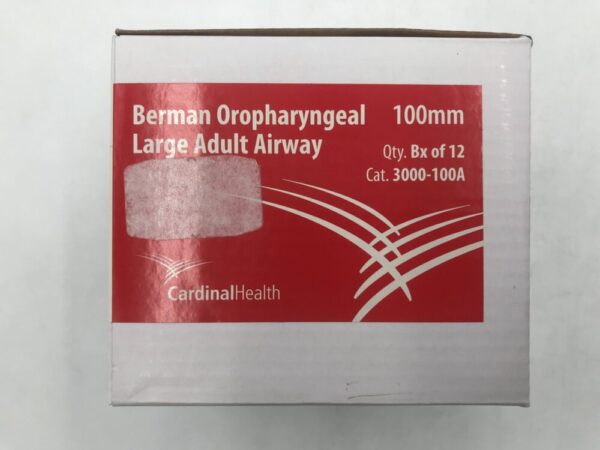 Berman Oropharyngeal 100mm
Large Adult Airway
Qty. Bx of 12
Cat. 3000-100A
CardinalHealth